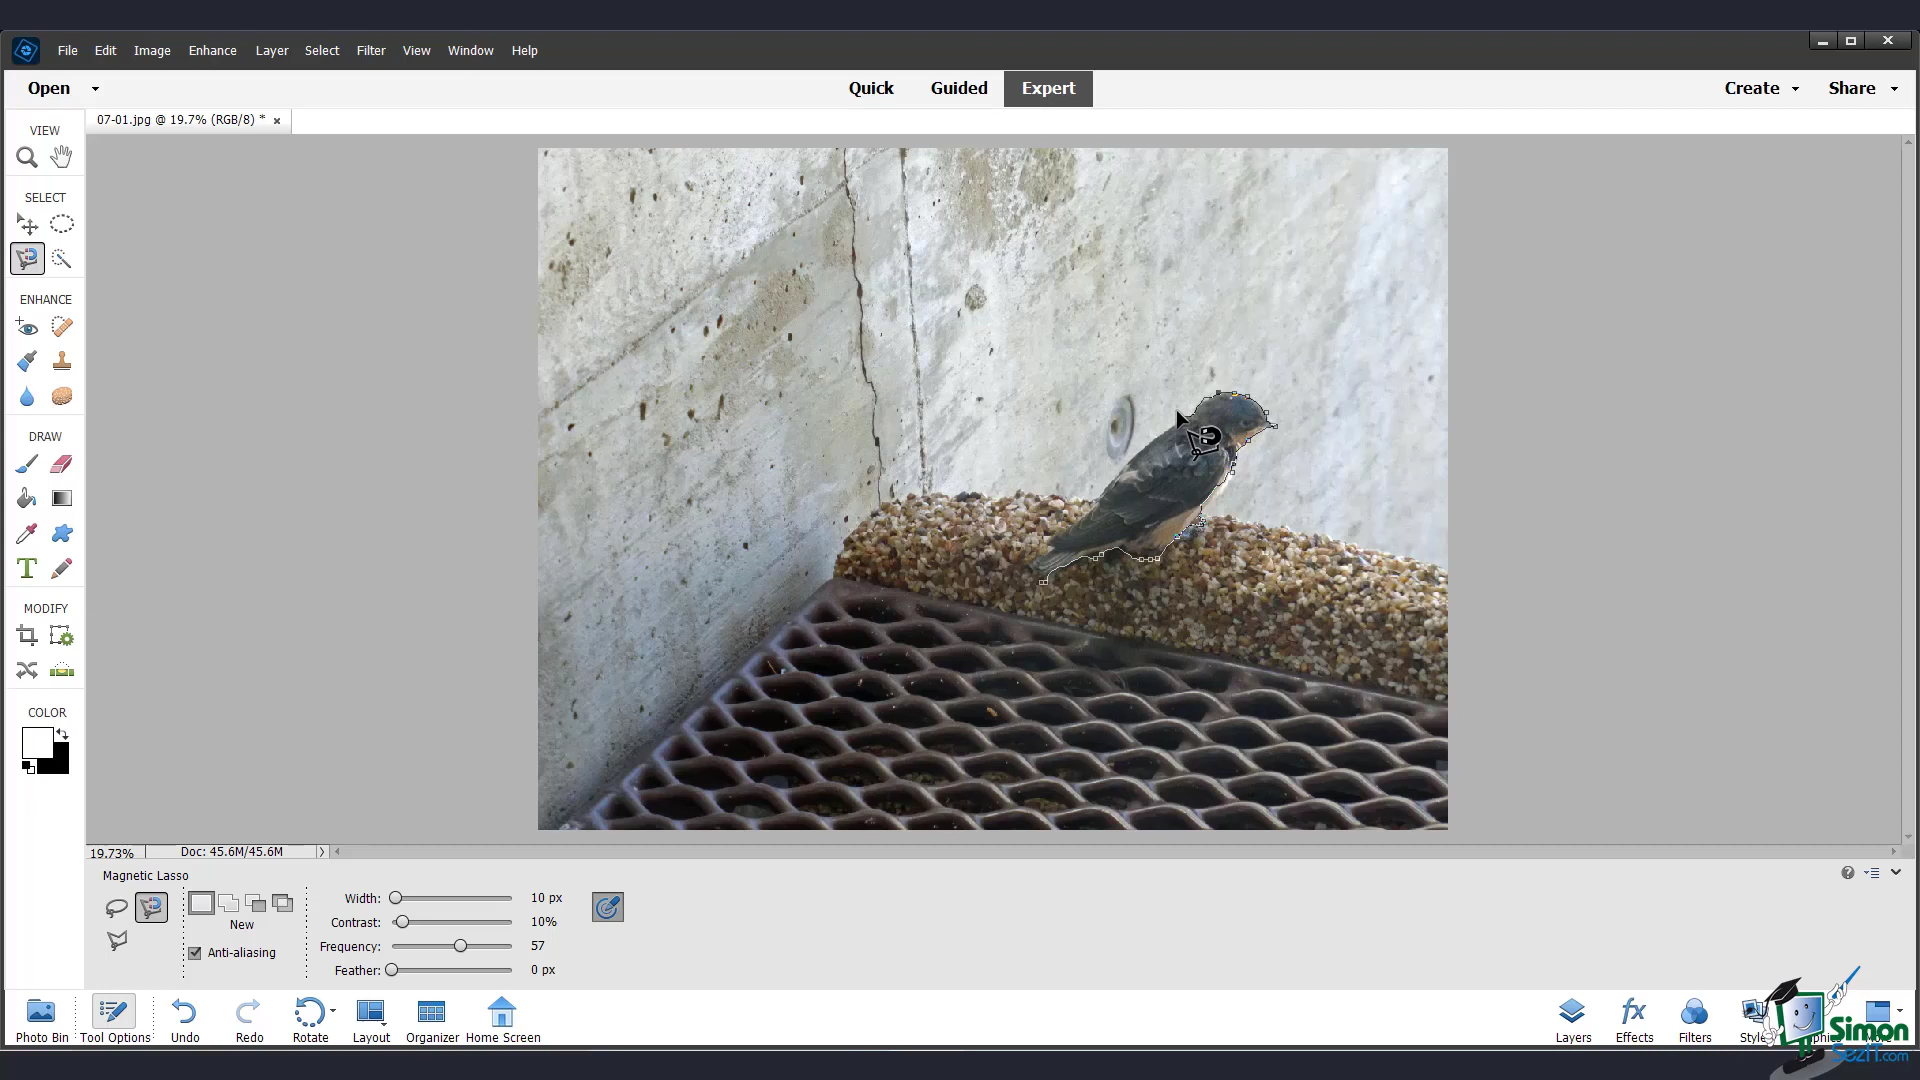 File Edit Image Enhance Layer Select Filter View Window Help
Open Quick Guided Expert Create Share
07-01.jpg @ 19.7% (RGB/8) * ×
VIEW
SELECT
ENHANCE
DRAW
T
MODIFY
COLOR
19.73% Doc: 45.6M/45.6M
Magnetic Lasso
New
Anti-aliasing
Width: 10 px
Contrast: 10%
Frequency: 57
Feather: 0 px
fx
Photo Bin Tool Options Undo Redo Rotate Layout Organizer Home Screen Layers Effects Filters
Simon
SezIT.com